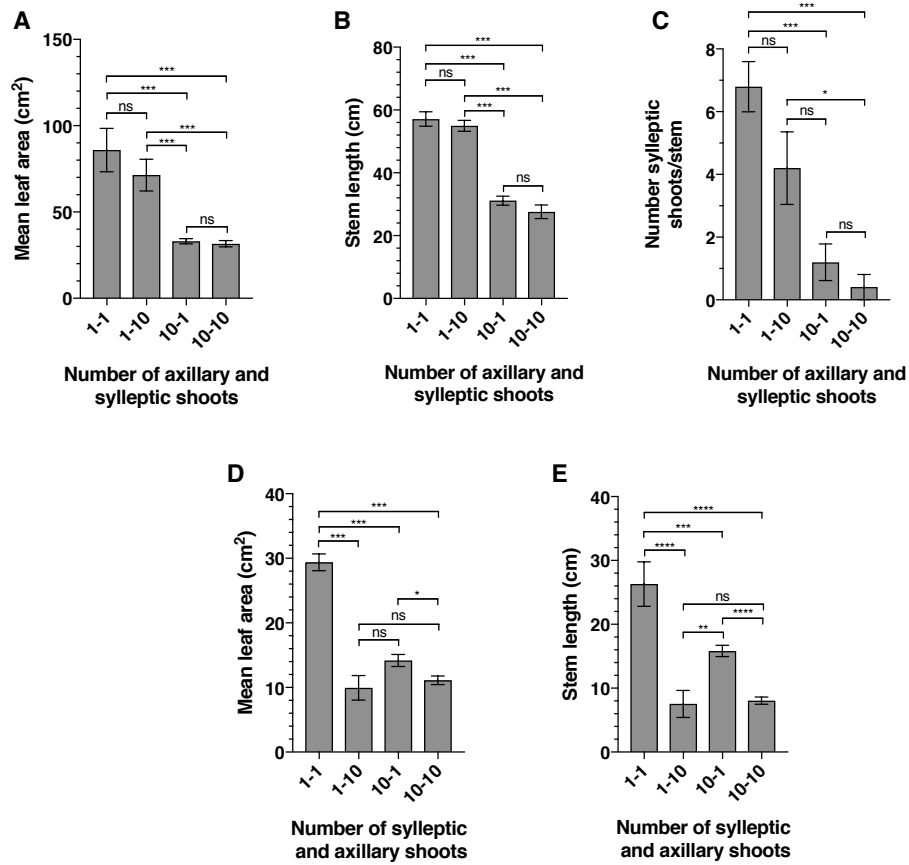 A
Mean leaf area (cm²)
150
100
50
0
***
***
ns
***
***
ns
1-1
1-10
10-1
10-10
Number of axillary and
sylleptic shoots
B
Stem length (cm)
80
60
40
20
0
***
***
ns
***
***
ns
1-1
1-10
10-1
10-10
Number of axillary and
sylleptic shoots
C
Number sylleptic
shoots/stem
8
6
4
2
0
***
***
ns
*
ns
ns
1-1
1-10
10-1
10-10
Number of axillary and
sylleptic shoots
D
Mean leaf area (cm²)
40
30
20
10
0
***
***
***
*
ns
ns
1-1
1-10
10-1
10-10
Number of sylleptic
and axillary shoots
E
Stem length (cm)
40
30
20
10
0
****
***
****
ns
****
**
1-1
1-10
10-1
10-10
Number of sylleptic
and axillary shoots